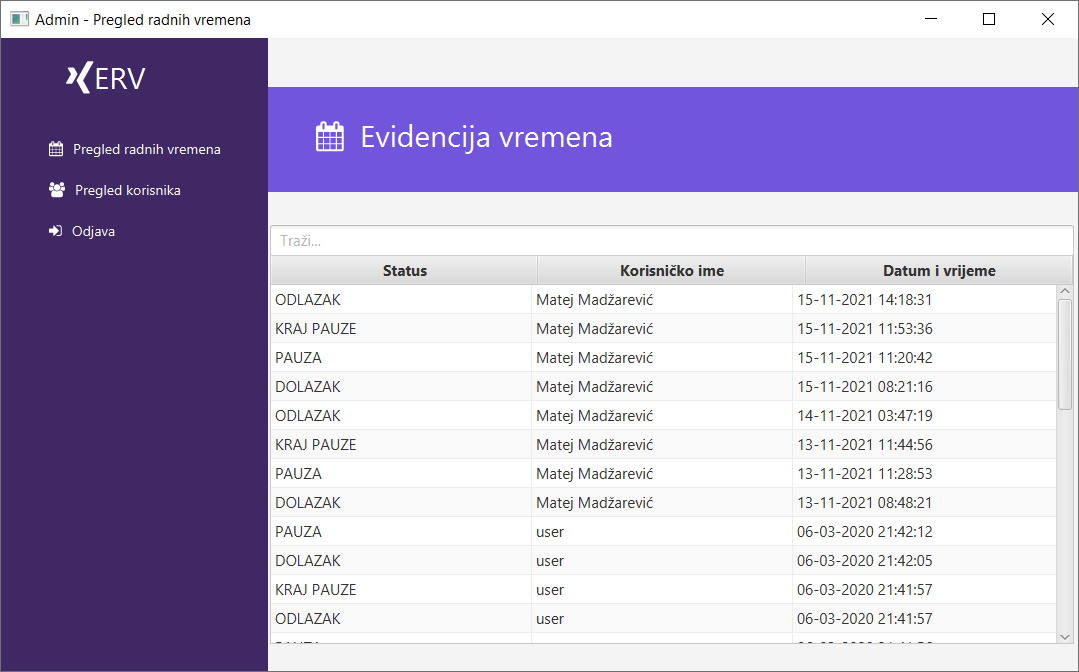 Admin - Pregled radnih vremena
ERV
Pregled radnih vremena
Pregled korisnika
Odjava
Evidencija vremena
Traži...
Status Korisničko ime Datum i vrijeme
ODLAZAK Matej Madžarević 15-11-2021 14:18:31
KRAJ PAUZE Matej Madžarević 15-11-2021 11:53:36
PAUZA Matej Madžarević 15-11-2021 11:20:42
DOLAZAK Matej Madžarević 15-11-2021 08:21:16
ODLAZAK Matej Madžarević 14-11-2021 03:47:19
KRAJ PAUZE Matej Madžarević 13-11-2021 11:44:56
PAUZA Matej Madžarević 13-11-2021 11:28:53
DOLAZAK Matej Madžarević 13-11-2021 08:48:21
PAUZA user 06-03-2020 21:42:12
DOLAZAK user 06-03-2020 21:42:05
KRAJ PAUZE user 06-03-2020 21:41:57
ODLAZAK user 06-03-2020 21:41:57